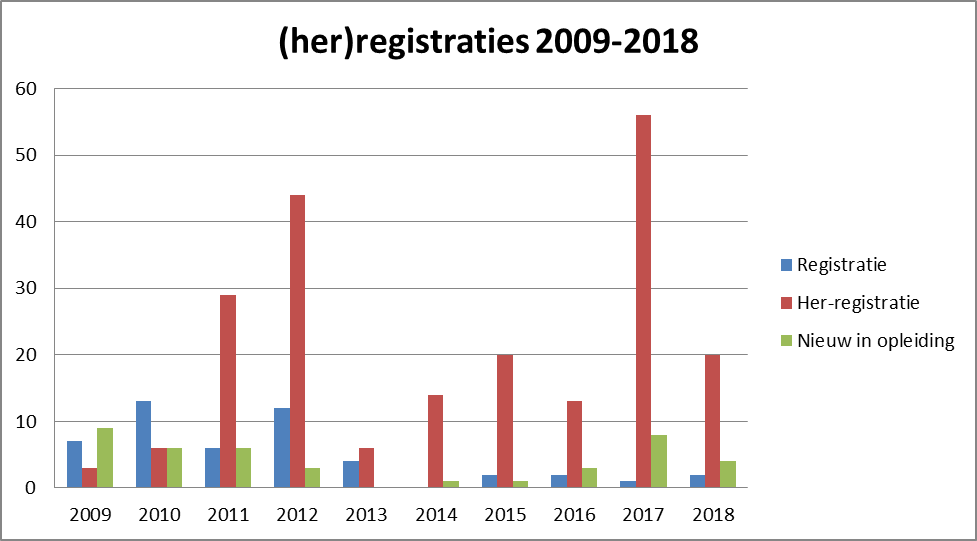 (her)registraties 2009-2018
60
50
40
30
20
10
0
2009 2010 2011 2012 2013 2014 2015 2016 2017 2018
Registratie
Her-registratie
Nieuw in opleiding